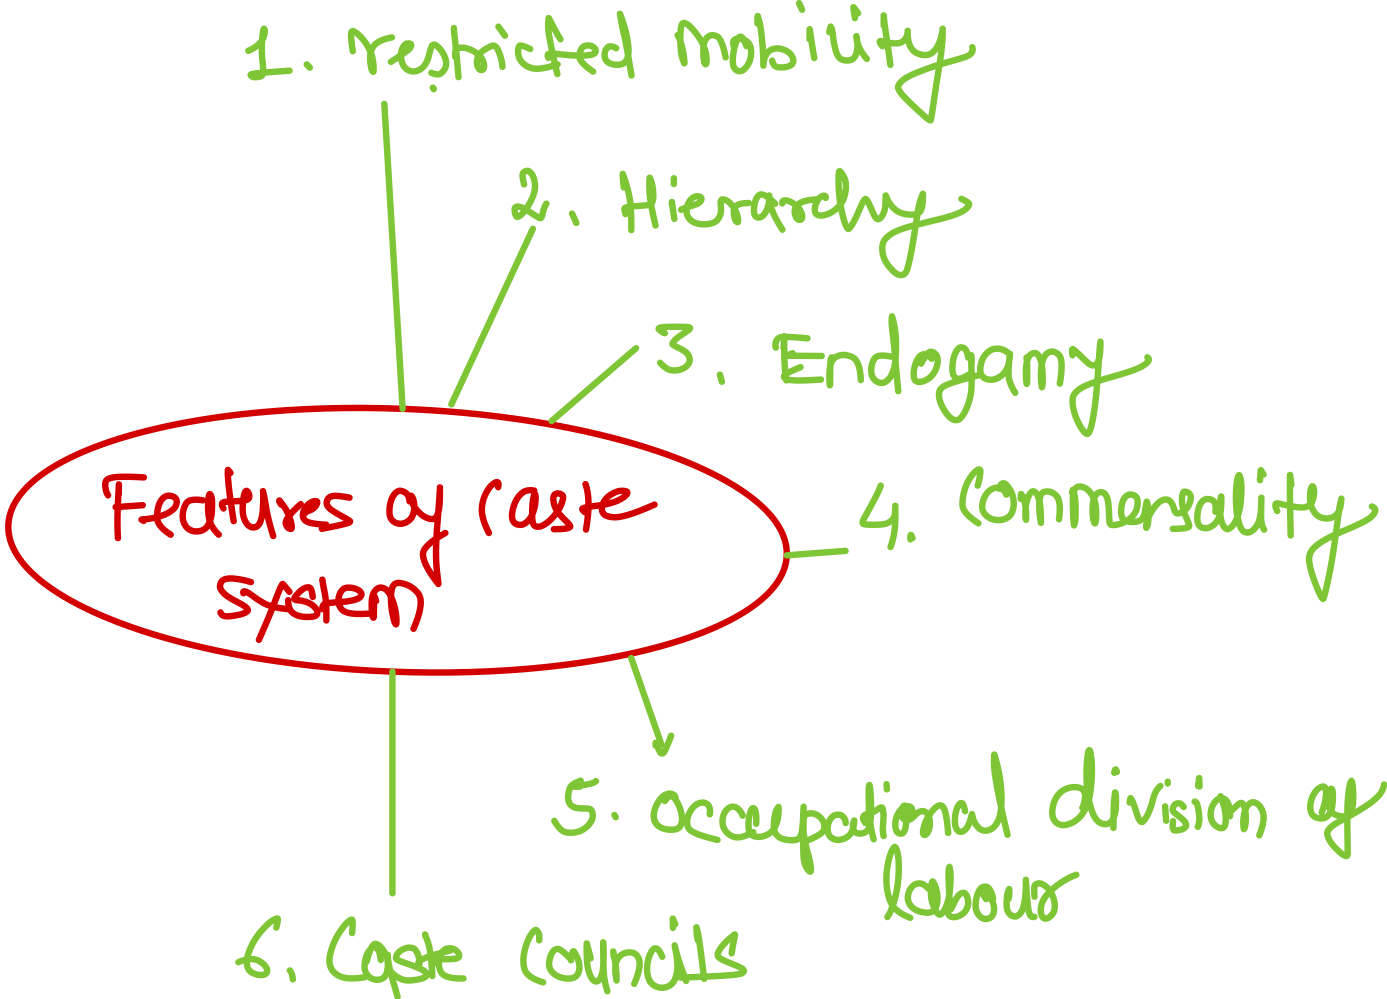 1. restricted mobility
2. Hierarchy
3. Endogamy
Features of caste
system
4. Commensality
5. Occupational division of
labour
6. Caste councils